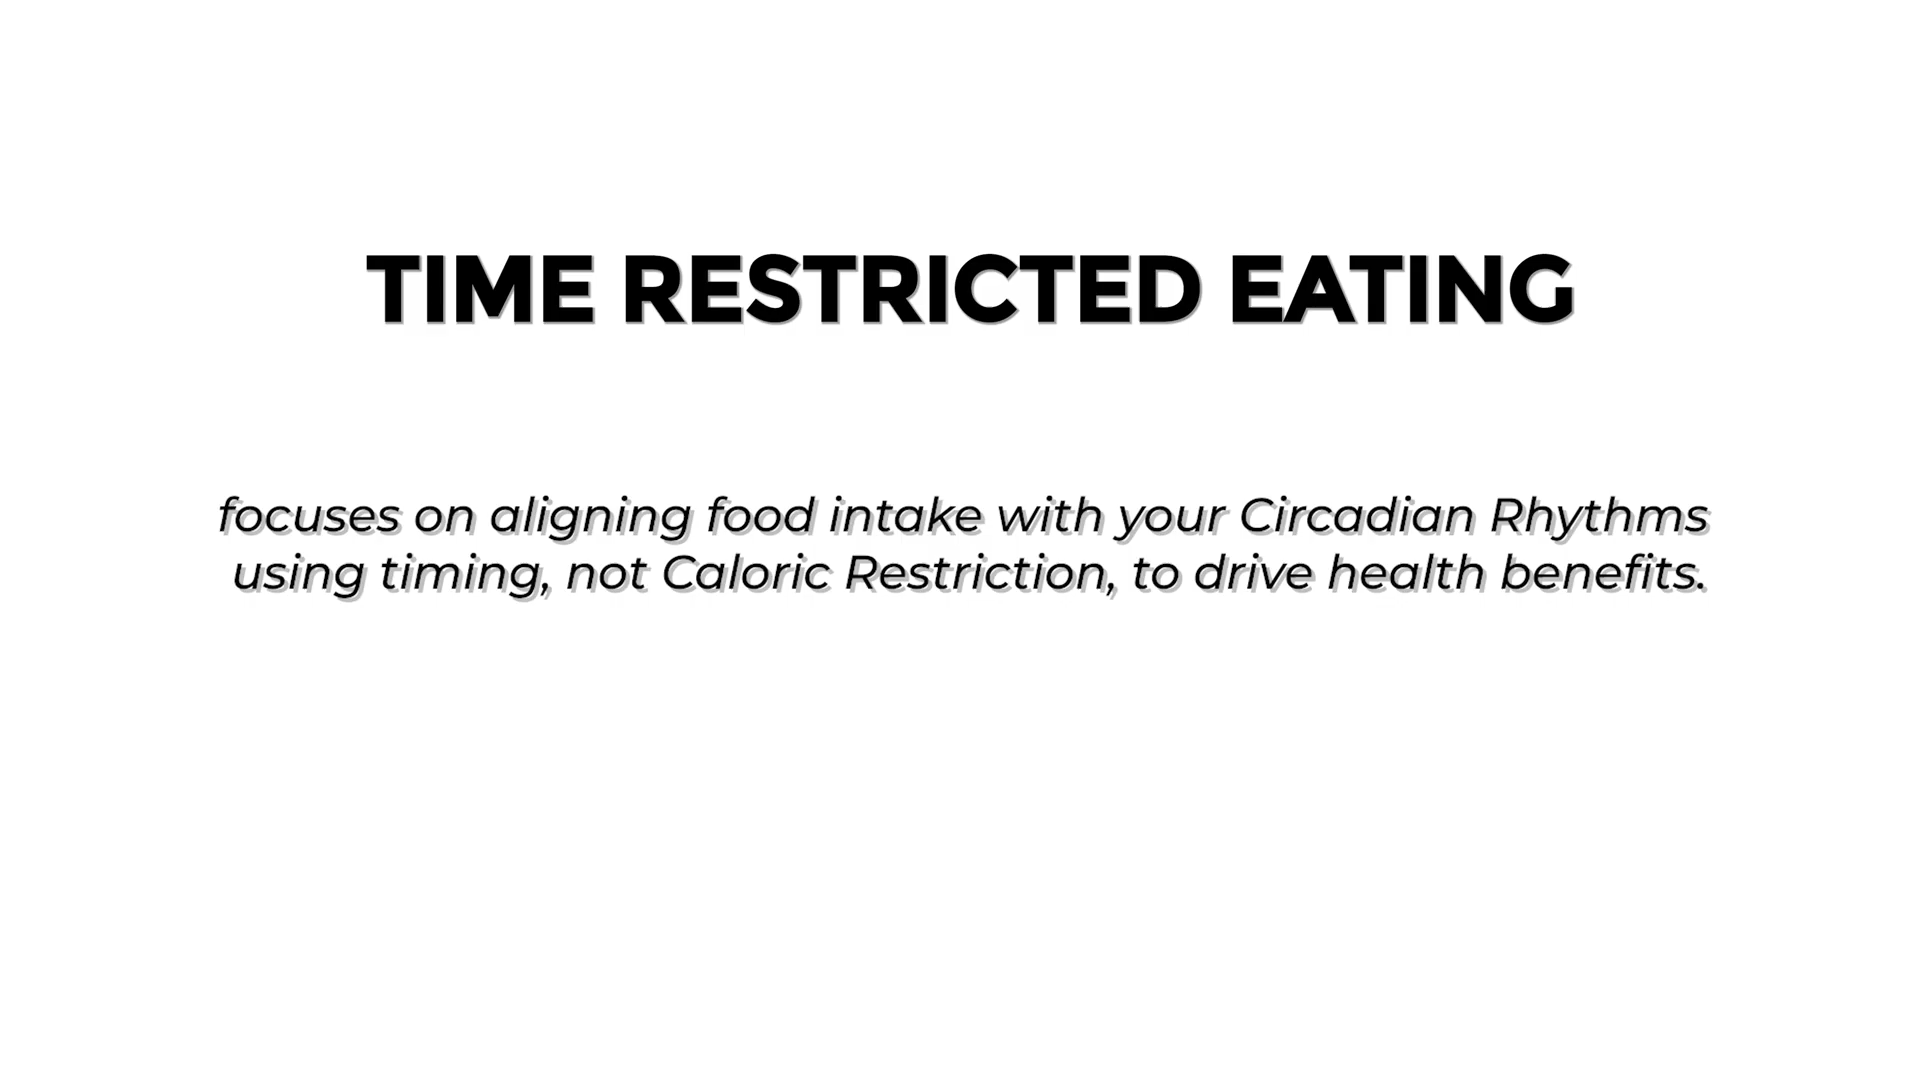 TIME RESTRICTED EATING
focuses on aligning food intake with your Circadian Rhythms
using timing, not Caloric Restriction, to drive health benefits.